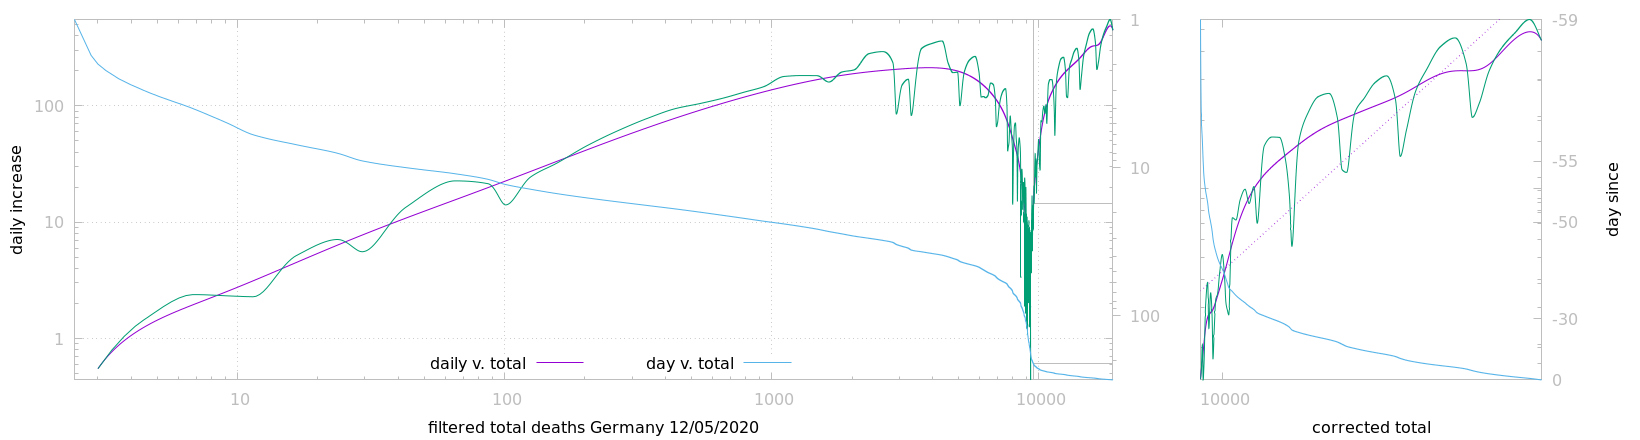 daily increase
100
10
1
10
100
1000
10000
1
10
100
daily v. total
day v. total
filtered total deaths Germany 12/05/2020
10000
-59
-55
-50
-30
0
day since
corrected total